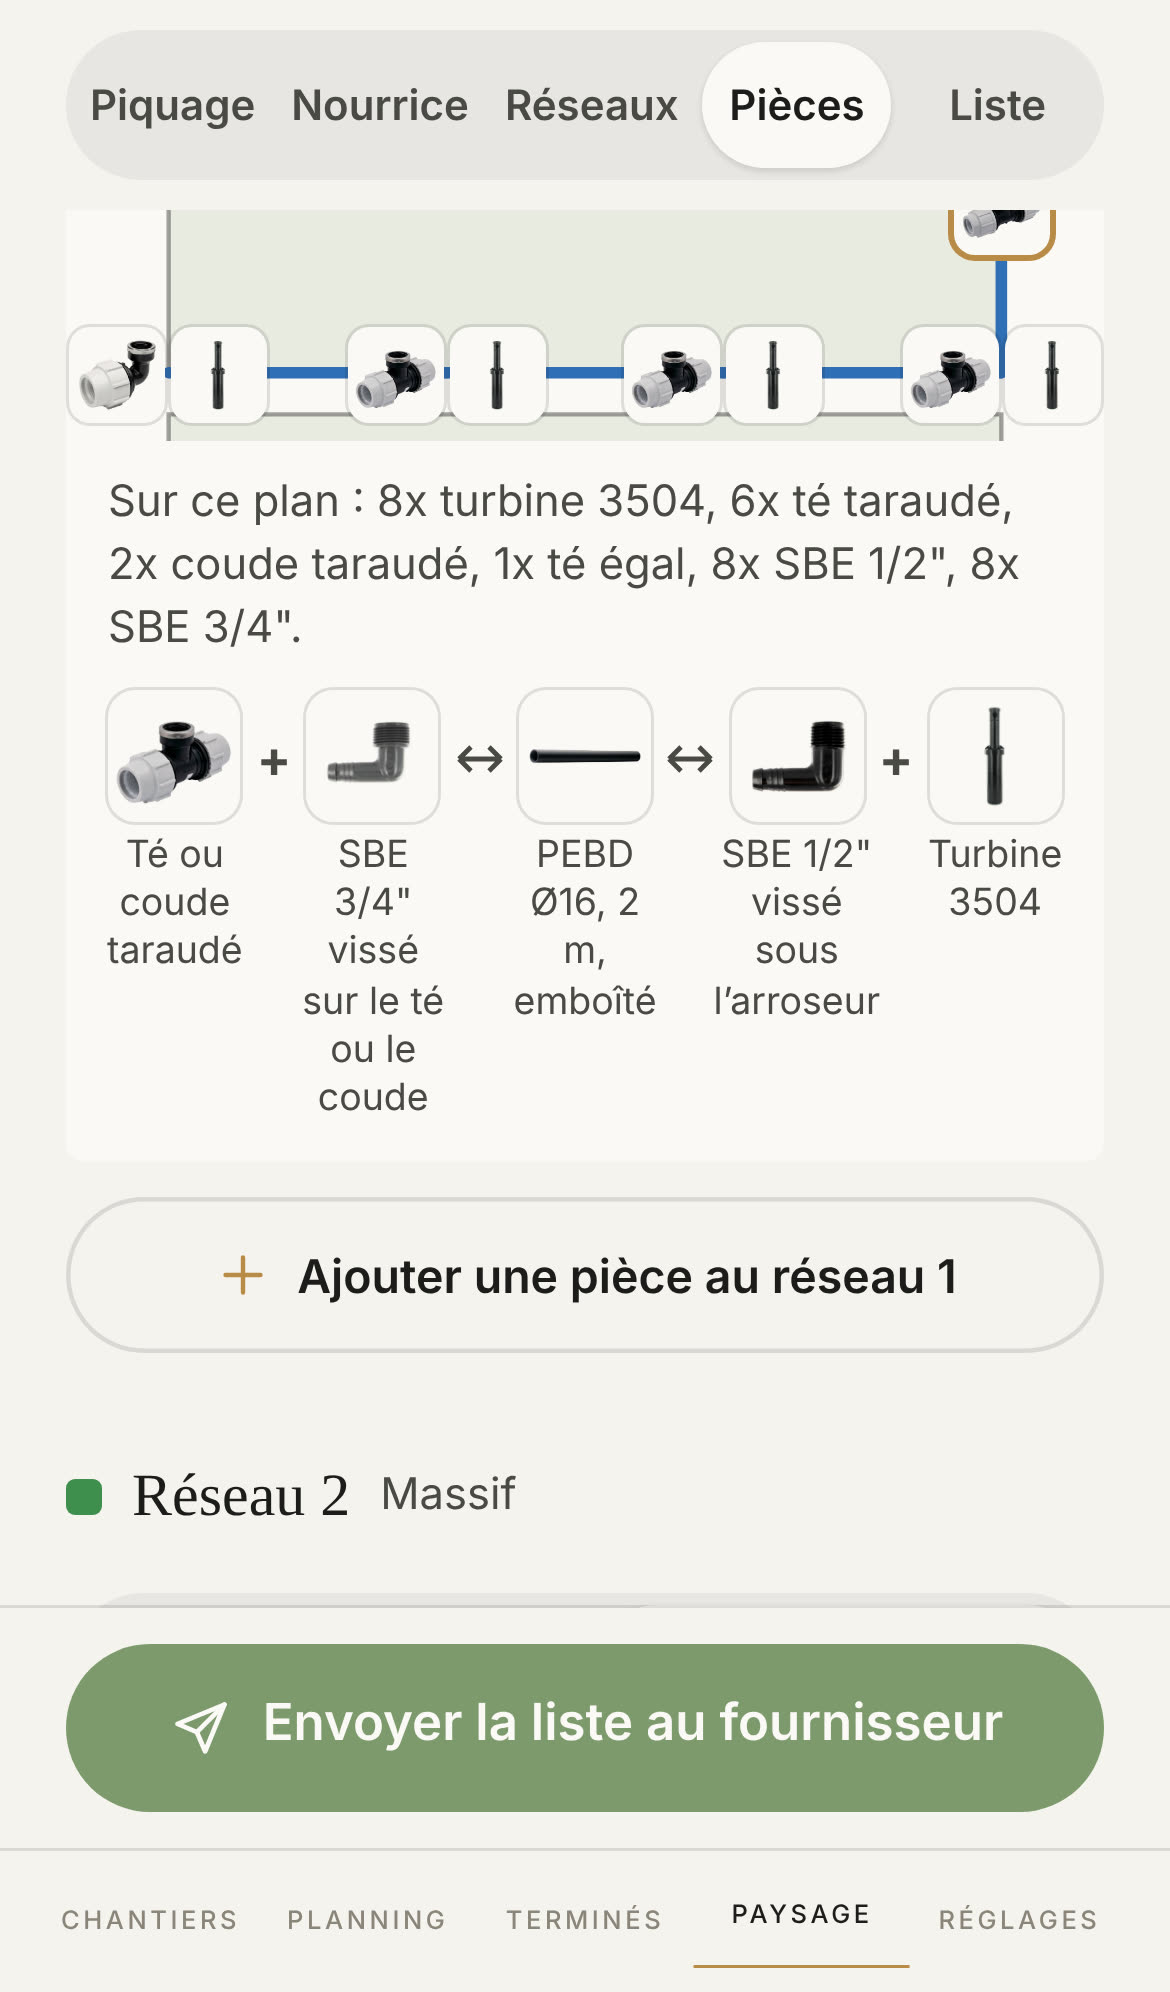 Piquage Nourrice Réseaux Pièces Liste
Sur ce plan : 8x turbine 3504, 6x té taraudé,
2x coude taraudé, 1x té égal, 8x SBE 1/2", 8x
SBE 3/4".
+ ↔ ↔ +
Té ou
coude
taraudé
SBE
3/4"
vissé
sur le té
ou le
coude
PEBD
Ø16, 2
m,
emboîté
SBE 1/2"
vissé
sous
l’arroseur
Turbine
3504
+ Ajouter une pièce au réseau 1
Réseau 2 Massif
Envoyer la liste au fournisseur
CHANTIERS PLANNING TERMINÉS PAYSAGE RÉGLAGES